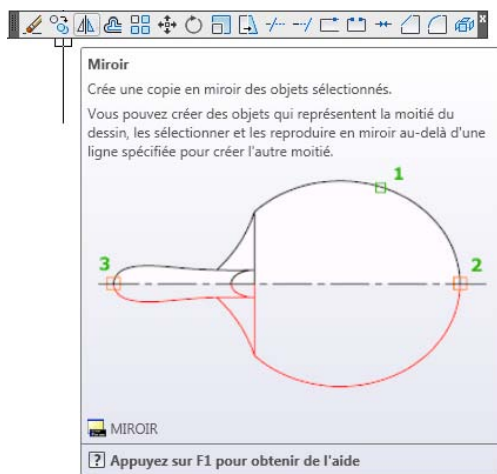 Miroir
Crée une copie en miroir des objets sélectionnés.
Vous pouvez créer des objets qui représentent la moitié du
dessin, les sélectionner et les reproduire en miroir au-delà d'une
ligne spécifiée pour créer l'autre moitié.
1
3
2
MIROIR
? Appuyez sur F1 pour obtenir de l'aide